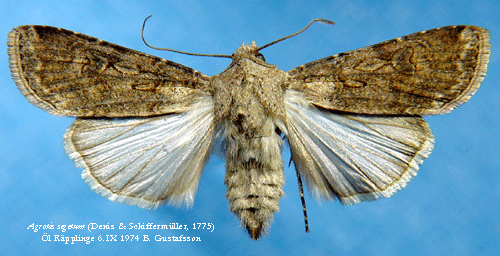 Agrotis segetum (Denis & Schiffermüller, 1775)
Öl Räpplinge 6.IX 1974 B. Gustafsson